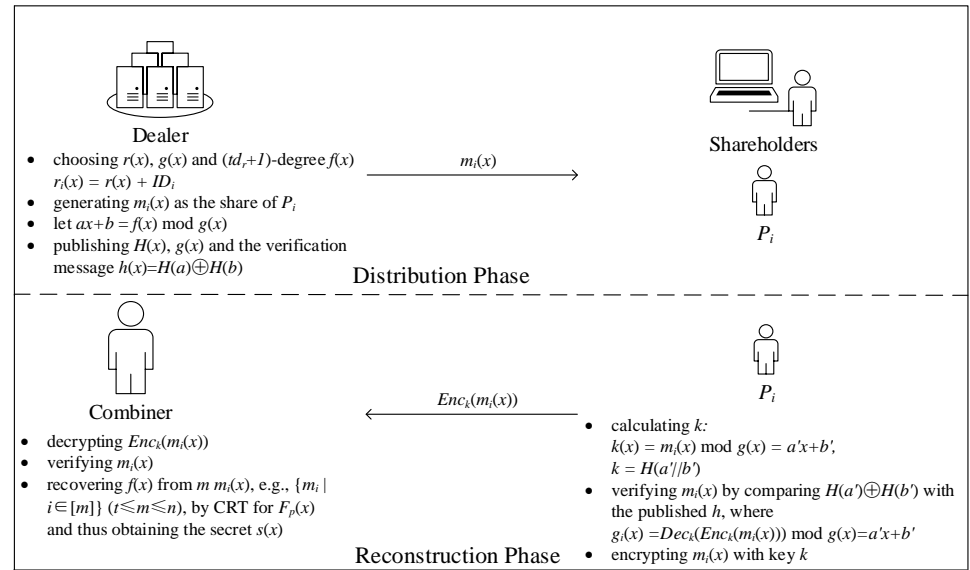 Dealer
• choosing r(x), g(x) and (td_r+1)-degree f(x)
r_i(x) = r(x) + ID_i
• generating m_i(x) as the share of P_i
• let ax+b = f(x) mod g(x)
• publishing H(x), g(x) and the verification
message h(x)=H(a)⊕H(b)
m_i(x)
Shareholders
P_i
Distribution Phase
Combiner
• decrypting Enc_k(m_i(x))
• verifying m_i(x)
• recovering f(x) from m m_i(x), e.g., {m_i |
i∈[m]} (t≤m≤n), by CRT for F_p(x)
and thus obtaining the secret s(x)
Enc_k(m_i(x))
P_i
• calculating k:
k(x) = m_i(x) mod g(x) = a'x+b',
k = H(a'//b')
• verifying m_i(x) by comparing H(a')⊕H(b') with
the published h, where
g_i(x) =Dec_k(Enc_k(m_i(x))) mod g(x)=a'x+b'
• encrypting m_i(x) with key k
Reconstruction Phase